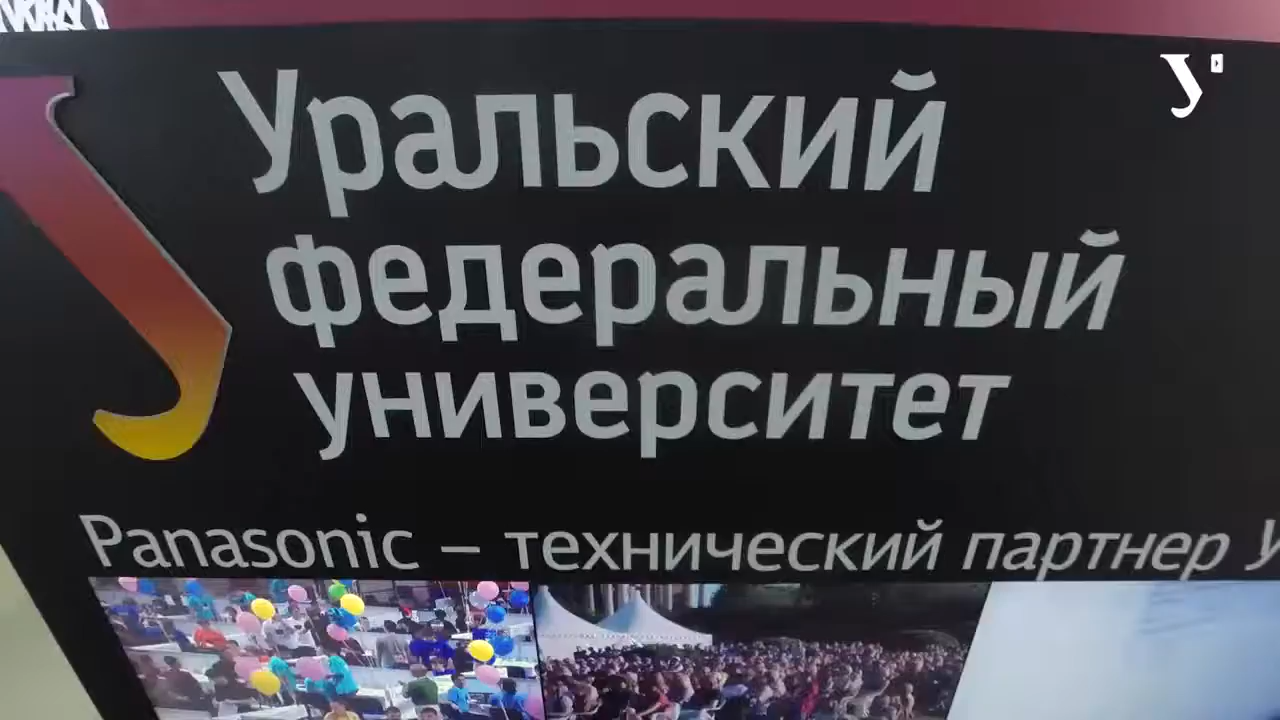 Уральский
федеральный
университет
Panasonic – технический партнер У